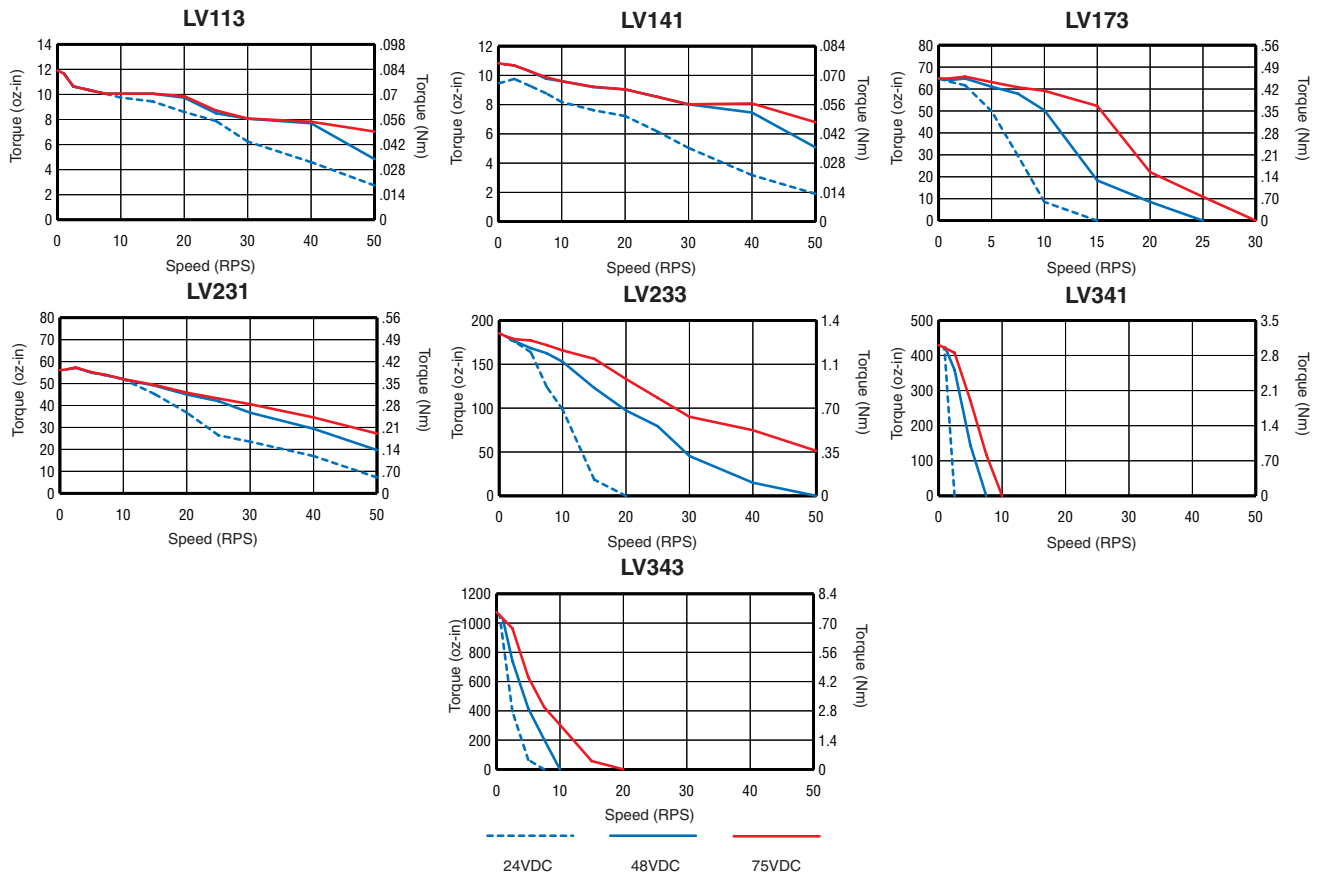 LV113
Torque (oz-in)
14
12
10
8
6
4
2
0
.098
.084
.07
.056
.042
.028
.014
0
Torque (Nm)
0 10 20 30 40 50
Speed (RPS)
LV141
Torque (oz-in)
12
10
8
6
4
2
0
.084
.070
.056
.042
.028
.014
0
Torque (Nm)
0 10 20 30 40 50
Speed (RPS)
LV173
Torque (oz-in)
80
70
60
50
40
30
20
10
0
.56
.49
.42
.35
.28
.21
.14
.70
0
Torque (Nm)
0 5 10 15 20 25 30
Speed (RPS)
LV231
Torque (oz-in)
80
70
60
50
40
30
20
10
0
.56
.49
.42
.35
.28
.21
.14
.70
0
Torque (Nm)
0 10 20 30 40 50
Speed (RPS)
LV233
Torque (oz-in)
200
150
100
50
0
1.4
1.1
.70
.35
0
Torque (Nm)
0 10 20 30 40 50
Speed (RPS)
LV341
Torque (oz-in)
500
400
300
200
100
0
3.5
2.8
2.1
1.4
.70
0
Torque (Nm)
0 10 20 30 40 50
Speed (RPS)
LV343
Torque (oz-in)
1200
1000
800
600
400
200
0
8.4
.70
.56
4.2
2.8
1.4
0
Torque (Nm)
0 10 20 30 40 50
Speed (RPS)
24VDC 48VDC 75VDC